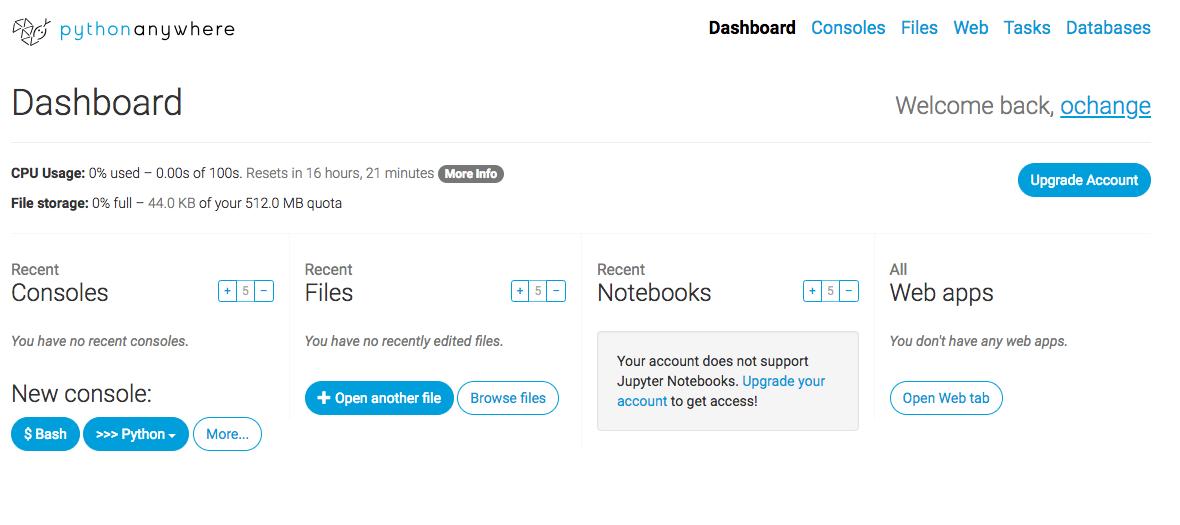 pythonanywhere
Dashboard Consoles Files Web Tasks Databases
Dashboard
Welcome back, ochange
CPU Usage: 0% used – 0.00s of 100s. Resets in 16 hours, 21 minutes More Info
Upgrade Account
File storage: 0% full – 44.0 KB of your 512.0 MB quota
Recent
Consoles
+ 5 −
You have no recent consoles.
New console:
$ Bash >>> Python More...
Recent
Files
+ 5 −
You have no recently edited files.
+ Open another file Browse files
Recent
Notebooks
+ 5 −
Your account does not support
Jupyter Notebooks. Upgrade your
account to get access!
All
Web apps
You don't have any web apps.
Open Web tab